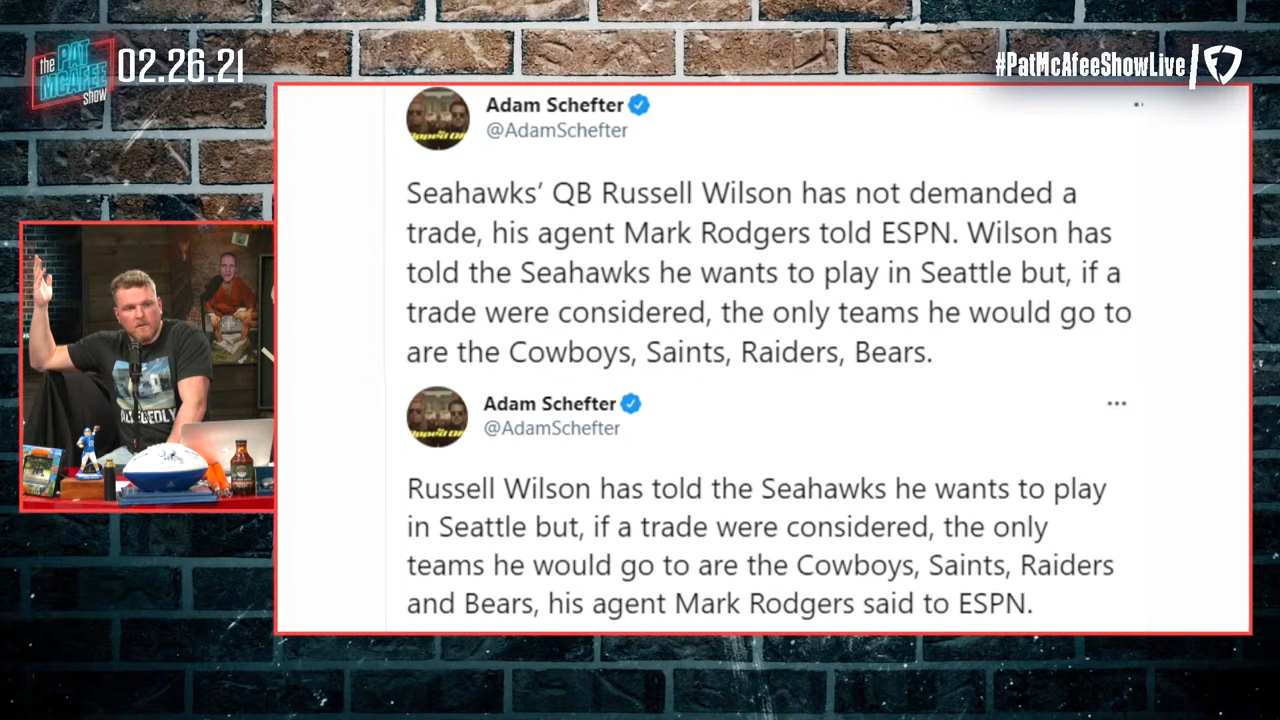 the
PAT
MCAFEE
show
02.26.21
#PatMcAfeeShowLive
Adam Schefter
@AdamSchefter
Seahawks' QB Russell Wilson has not demanded a
trade, his agent Mark Rodgers told ESPN. Wilson has
told the Seahawks he wants to play in Seattle but, if a
trade were considered, the only teams he would go to
are the Cowboys, Saints, Raiders, Bears.
Adam Schefter
@AdamSchefter
Russell Wilson has told the Seahawks he wants to play
in Seattle but, if a trade were considered, the only
teams he would go to are the Cowboys, Saints, Raiders
and Bears, his agent Mark Rodgers said to ESPN.
ALLEGEDLY